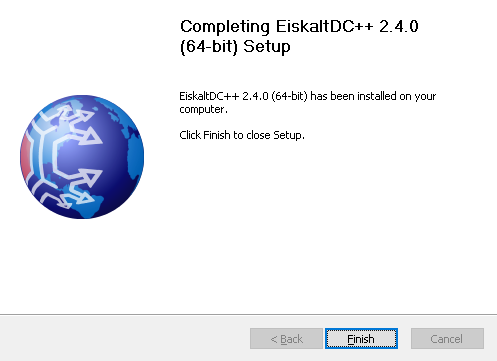 Completing EiskaltDC++ 2.4.0
(64-bit) Setup
EiskaltDC++ 2.4.0 (64-bit) has been installed on your
computer.
Click Finish to close Setup.
< Back Finish Cancel